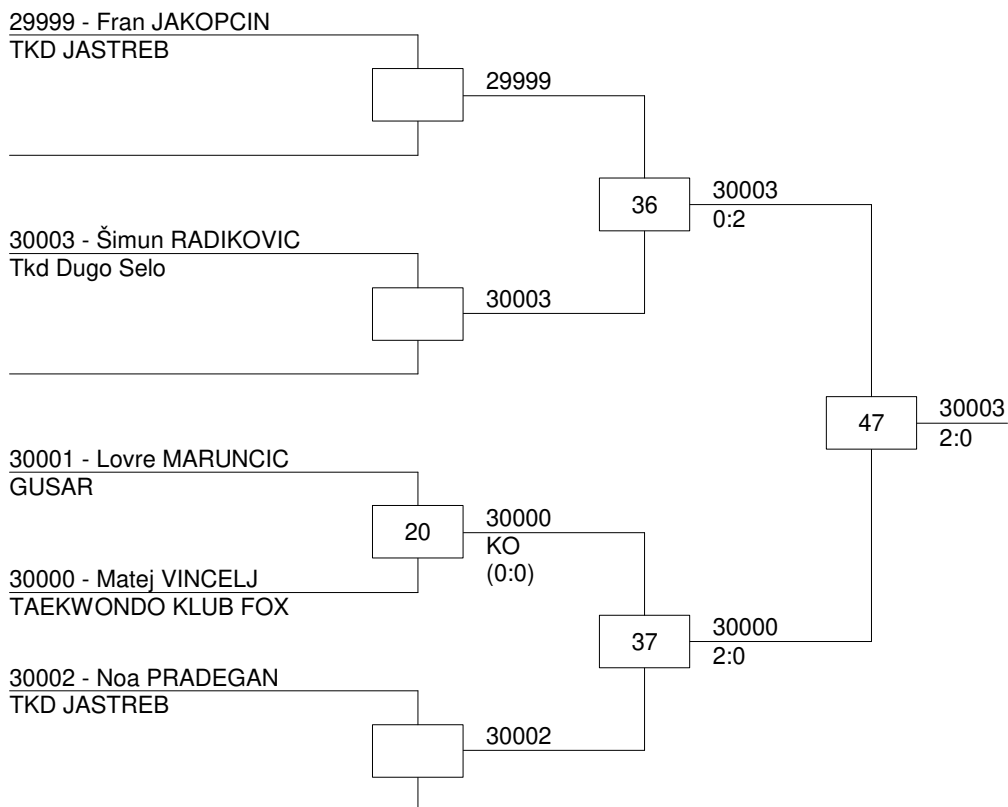 29999 - Fran JAKOPCIN
TKD JASTREB
29999
36
30003
0:2
30003 - Šimun RADIKOVIC
Tkd Dugo Selo
30003
47
30003
2:0
30001 - Lovre MARUNCIC
GUSAR
20
30000
KO
(0:0)
30000 - Matej VINCELJ
TAEKWONDO KLUB FOX
37
30000
2:0
30002 - Noa PRADEGAN
TKD JASTREB
30002